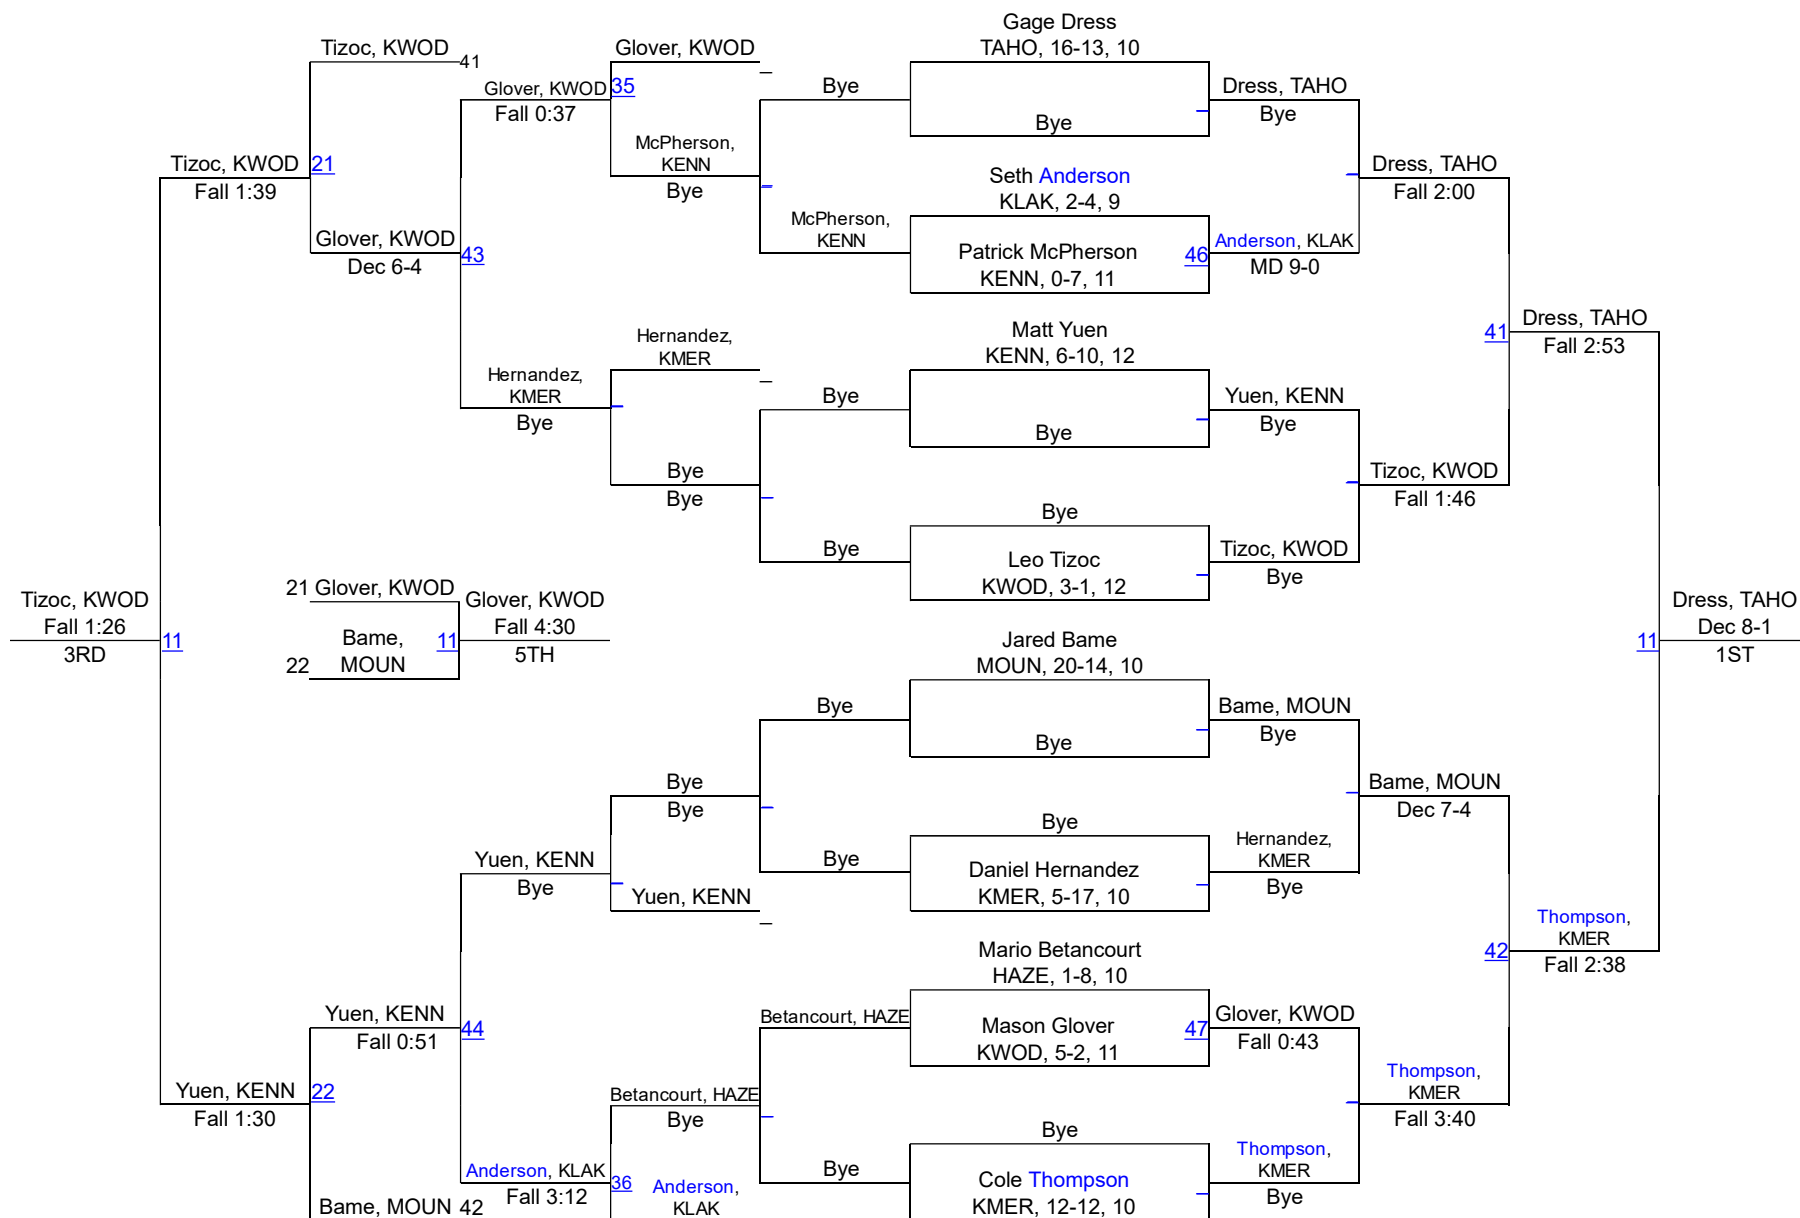 Gage Dress
TAHO, 16-13, 10
Tizoc, KWOD
41
Glover, KWOD
Glover, KWOD
Fall 0:37
35
Bye
Dress, TAHO
Bye
Bye
McPherson,
KENN
Bye
Tizoc, KWOD
Fall 1:39
21
Seth Anderson
KLAK, 2-4, 9
Dress, TAHO
Fall 2:00
McPherson,
KENN
Patrick McPherson
KENN, 0-7, 11
46
Anderson, KLAK
MD 9-0
Glover, KWOD
Dec 6-4
43
Hernandez,
KMER
Matt Yuen
KENN, 6-10, 12
41
Dress, TAHO
Fall 2:53
Hernandez,
KMER
Bye
Bye
Bye
Yuen, KENN
Bye
Bye
Bye
Tizoc, KWOD
Fall 1:46
Bye
Bye
Leo Tizoc
KWOD, 3-1, 12
Tizoc, KWOD
Bye
Tizoc, KWOD
Fall 1:26
3RD
11
21 Glover, KWOD
Bame,
MOUN
22
11
Glover, KWOD
Fall 4:30
5TH
Jared Bame
MOUN, 20-14, 10
11
Dress, TAHO
Dec 8-1
1ST
Bye
Bye
Bame, MOUN
Bye
Bye
Bye
Bame, MOUN
Dec 7-4
Yuen, KENN
Bye
Bye
Bye
Daniel Hernandez
KMER, 5-17, 10
Hernandez,
KMER
Bye
Yuen, KENN
Thompson,
KMER
Fall 2:38
42
Mario Betancourt
HAZE, 1-8, 10
Yuen, KENN
Fall 0:51
44
Betancourt, HAZE
Mason Glover
KWOD, 5-2, 11
47
Glover, KWOD
Fall 0:43
Yuen, KENN
Fall 1:30
22
Betancourt, HAZE
Bye
Thompson,
KMER
Fall 3:40
Bye
Anderson, KLAK
Fall 3:12
36
Anderson,
KLAK
Bye
Cole Thompson
KMER, 12-12, 10
Thompson,
KMER
Bye
Bame, MOUN 42